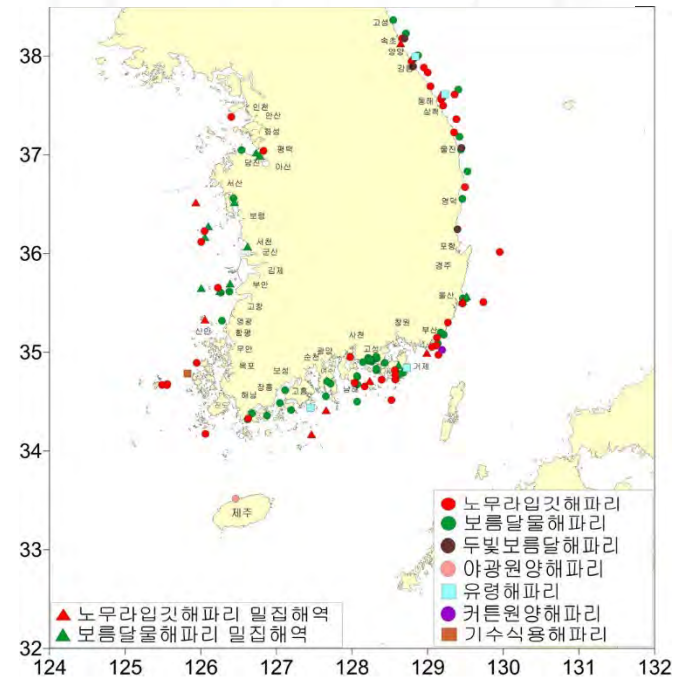 38
37
36
35
34
33
32
124
125
126
127
128
129
130
131
132
고성
속초
양양
강릉
동해
삼척
울진
영덕
포항
경주
울산
부산
창원
거제
고성
사천
남해
광양
순천
여수
고흥
보성
장흥
해남
목포
무안
신안
함평
영광
고창
부안
김제
군산
서천
보령
서산
당진
아산
평택
화성
안산
인천
제주
노무라입깃해파리
보름달물해파리
두빛보름달해파리
야광원양해파리
유령해파리
커튼원양해파리
기수식용해파리
노무라입깃해파리 밀집해역
보름달물해파리 밀집해역